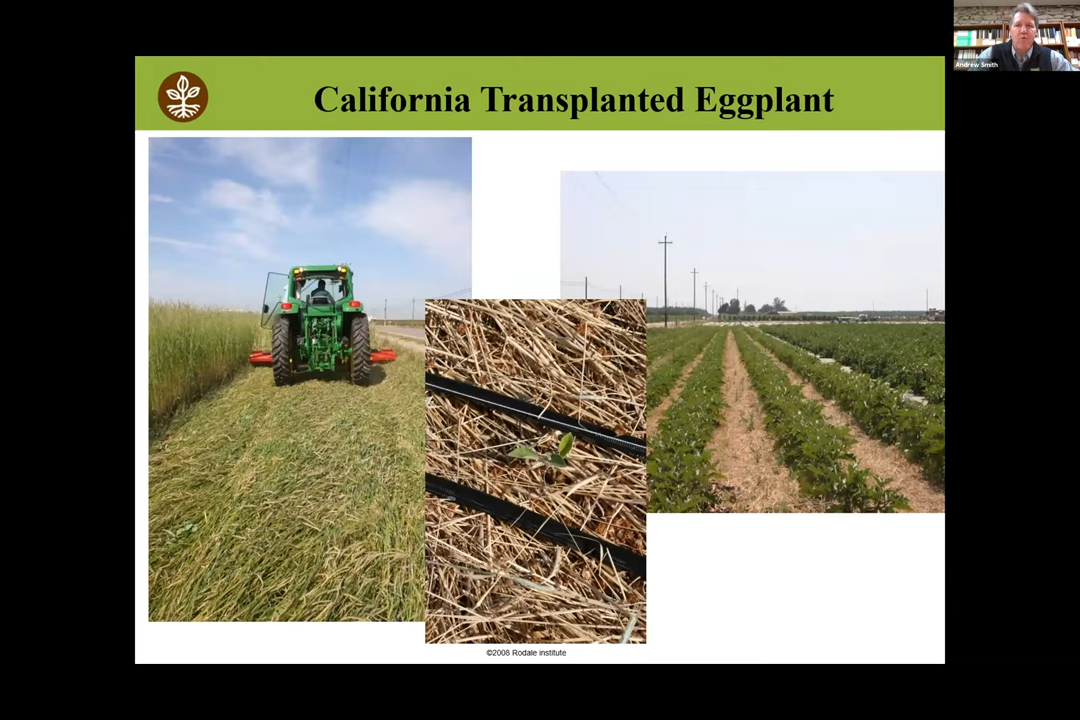 California Transplanted Eggplant
Andrew Smith
©2008 Rodale institute